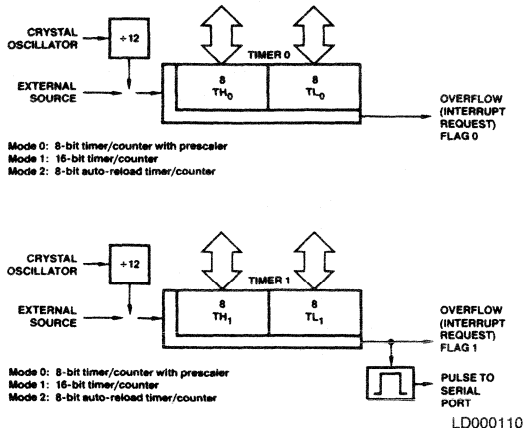 CRYSTAL
OSCILLATOR
÷12
TIMER 0
EXTERNAL
SOURCE
8
TH0
8
TL0
OVERFLOW
(INTERRUPT
REQUEST)
FLAG 0
Mode 0: 8-bit timer/counter with prescaler
Mode 1: 16-bit timer/counter
Mode 2: 8-bit auto-reload timer/counter
CRYSTAL
OSCILLATOR
÷12
TIMER 1
EXTERNAL
SOURCE
8
TH1
8
TL1
OVERFLOW
(INTERRUPT
REQUEST)
FLAG 1
Mode 0: 8-bit timer/counter with prescaler
Mode 1: 16-bit timer/counter
Mode 2: 8-bit auto-reload timer/counter
PULSE TO
SERIAL
PORT
LD000110